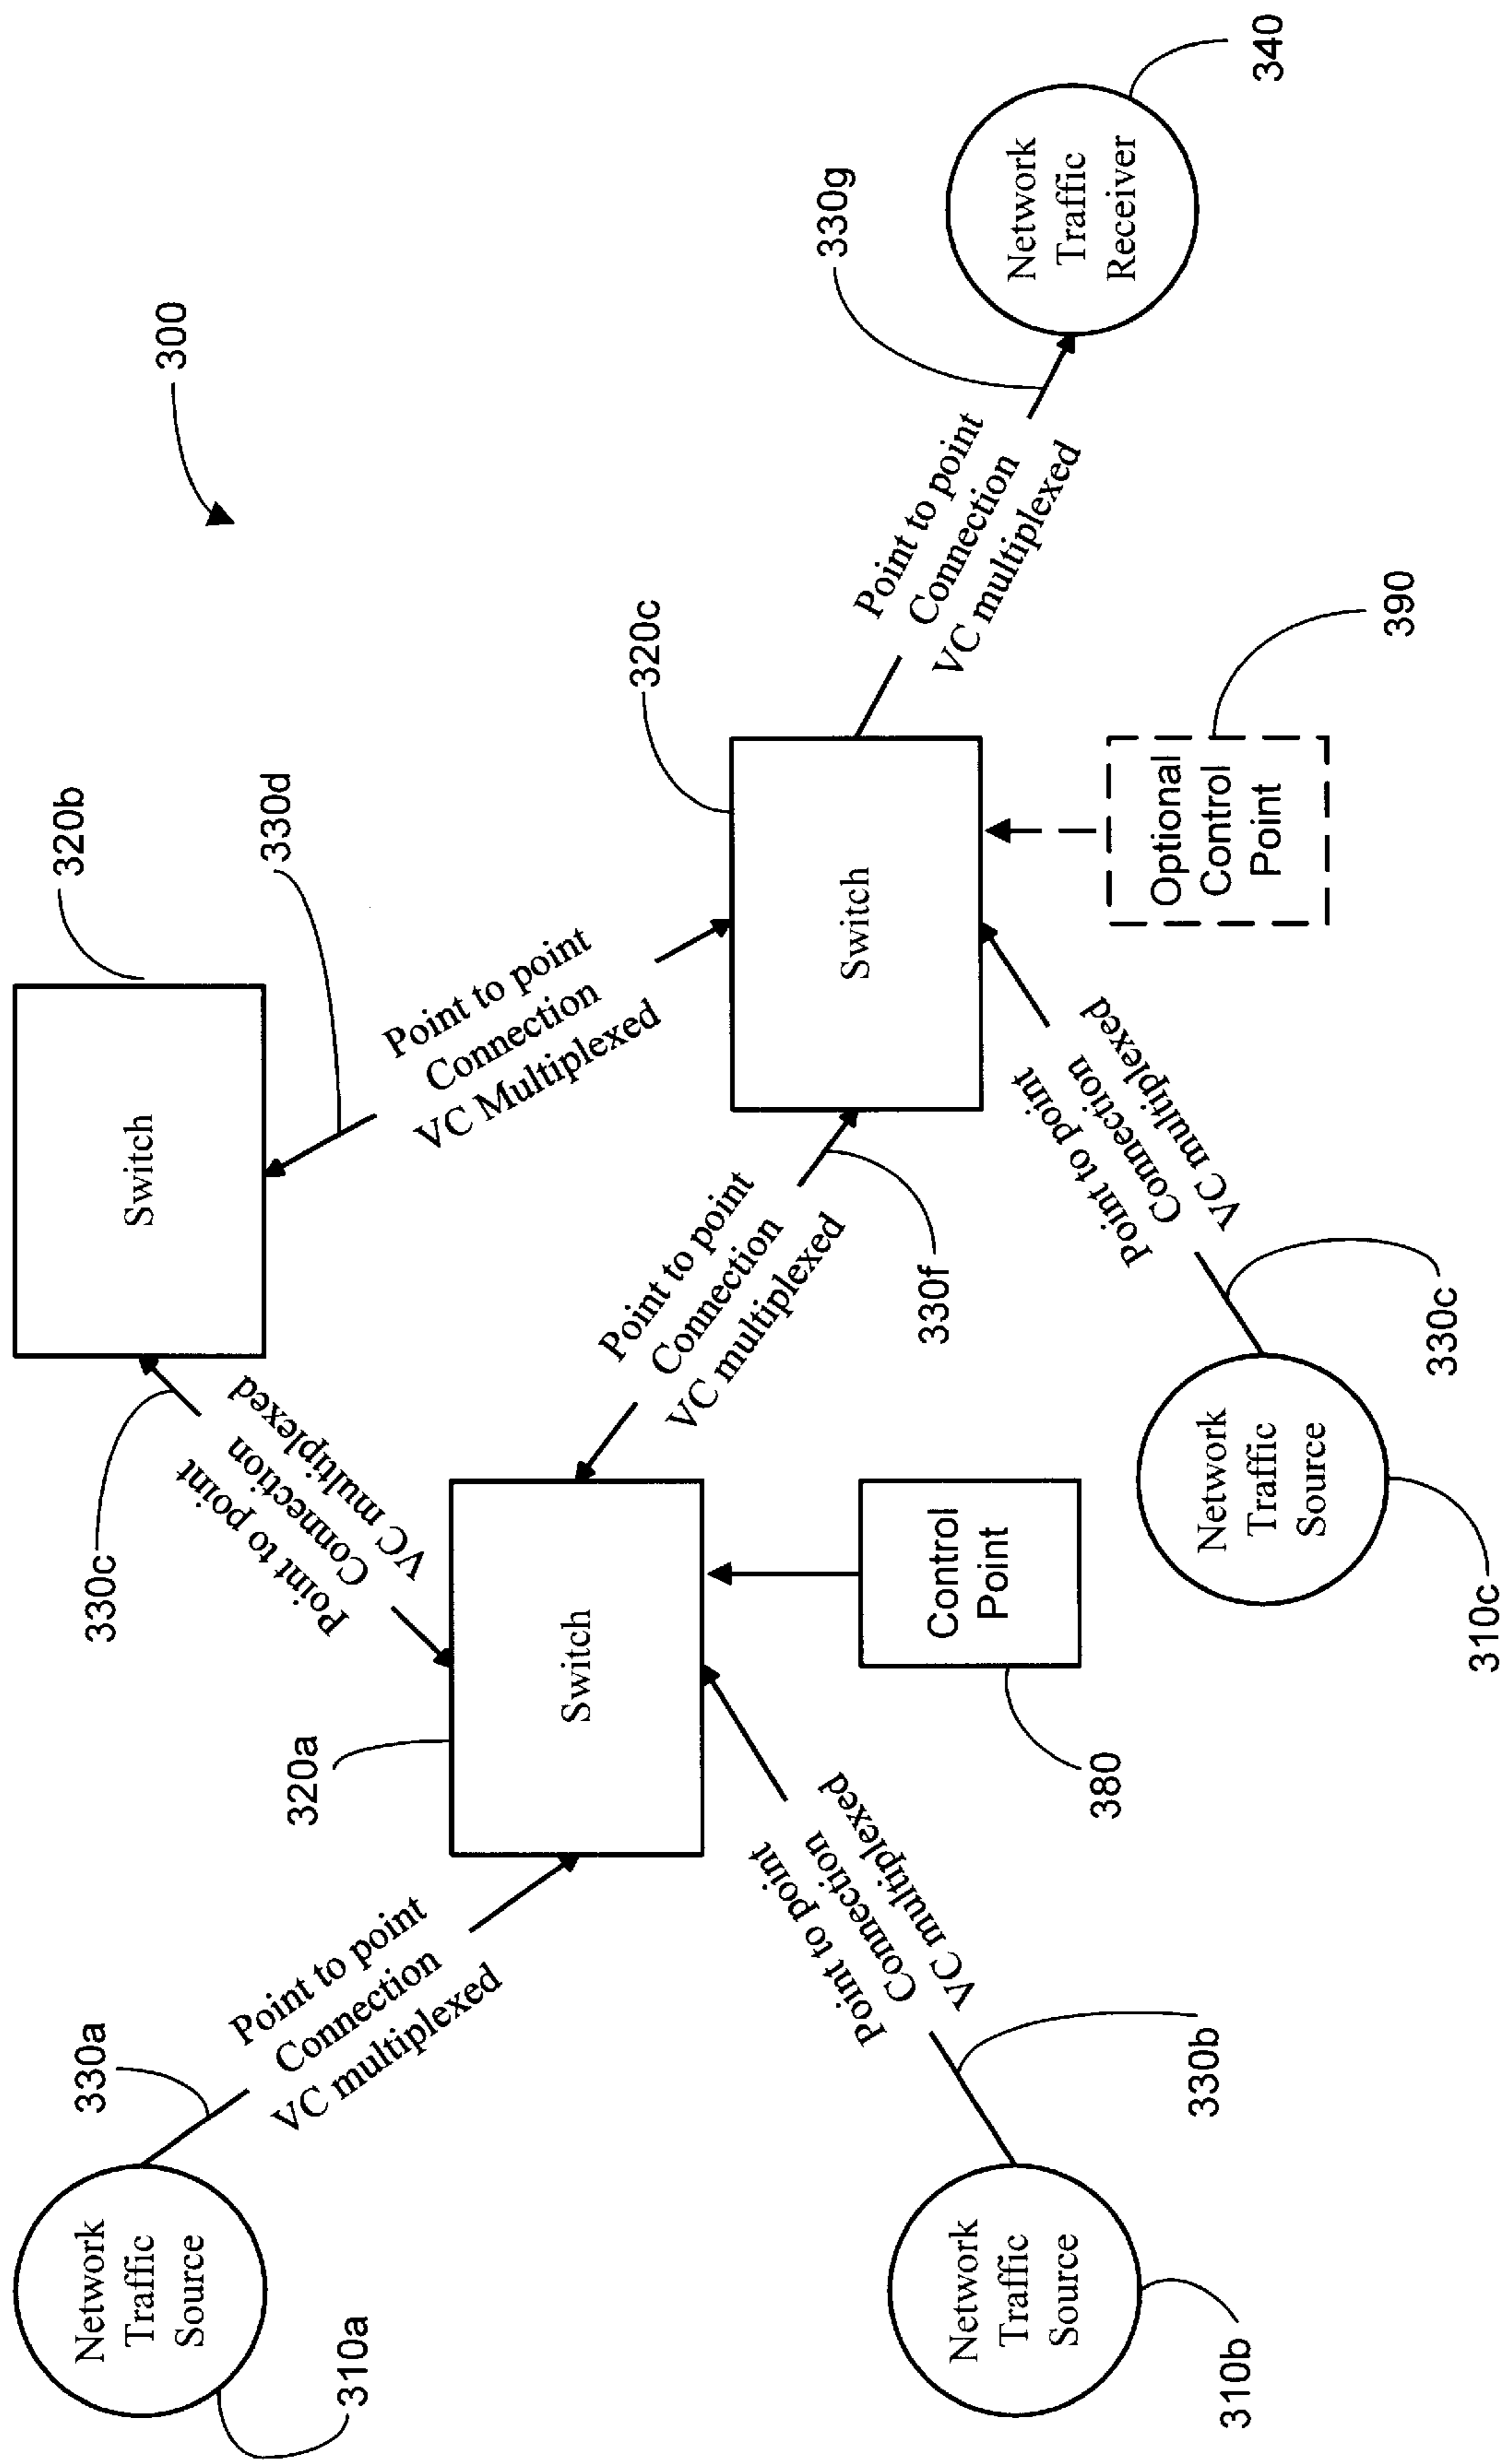 300
320b
Switch
330d
Point to point
Connection
VC Multiplexed
330c
Point to point
Connection
VC multiplexed
330a
Network
Traffic
Source
310a
Point to point
Connection
VC multiplexed
320a
Switch
Point to point
Connection
VC multiplexed
330f
320c
Switch
Point to point
Connection
VC multiplexed
330g
Network
Traffic
Receiver
340
Control
Point
380
Optional
Control
Point
390
Point to point
Connection
VC multiplexed
330b
Network
Traffic
Source
310b
Point to point
Connection
VC multiplexed
330c
Network
Traffic
Source
310c